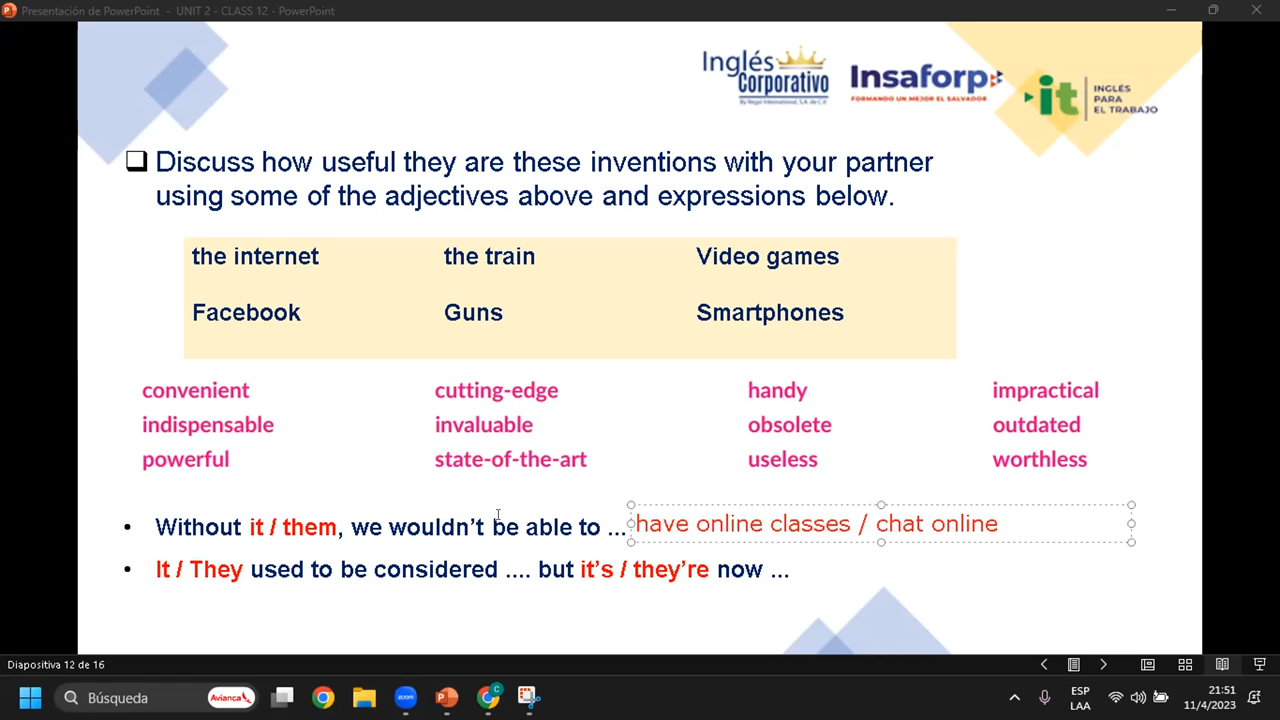 Presentación de PowerPoint - UNIT 2 - CLASS 12 - PowerPoint
Inglés Corporativo
By Regal International, S.A. de C.V.
Insaforp
FORMANDO UN MEJOR EL SALVADOR
it INGLÉS PARA EL TRABAJO
Discuss how useful they are these inventions with your partner
using some of the adjectives above and expressions below.
the internet the train Video games
Facebook Guns Smartphones
convenient cutting-edge handy impractical
indispensable invaluable obsolete outdated
powerful state-of-the-art useless worthless
• Without it / them, we wouldn’t be able to ... have online classes / chat online
• It / They used to be considered .... but it’s / they’re now ...
Diapositiva 12 de 16
Búsqueda Avianca ESP 21:51
LAA 11/4/2023